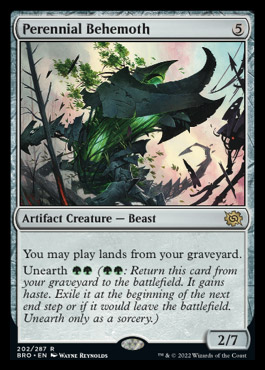 Perennial Behemoth 5
Artifact Creature — Beast
You may play lands from your graveyard.
Unearth (: Return this card from
your graveyard to the battlefield. It gains
haste. Exile it at the beginning of the next
end step or if it would leave the battlefield.
Unearth only as a sorcery.)
2/7
202/287 R
BRO • EN WAYNE REYNOLDS
™ & © 2022 Wizards of the Coast